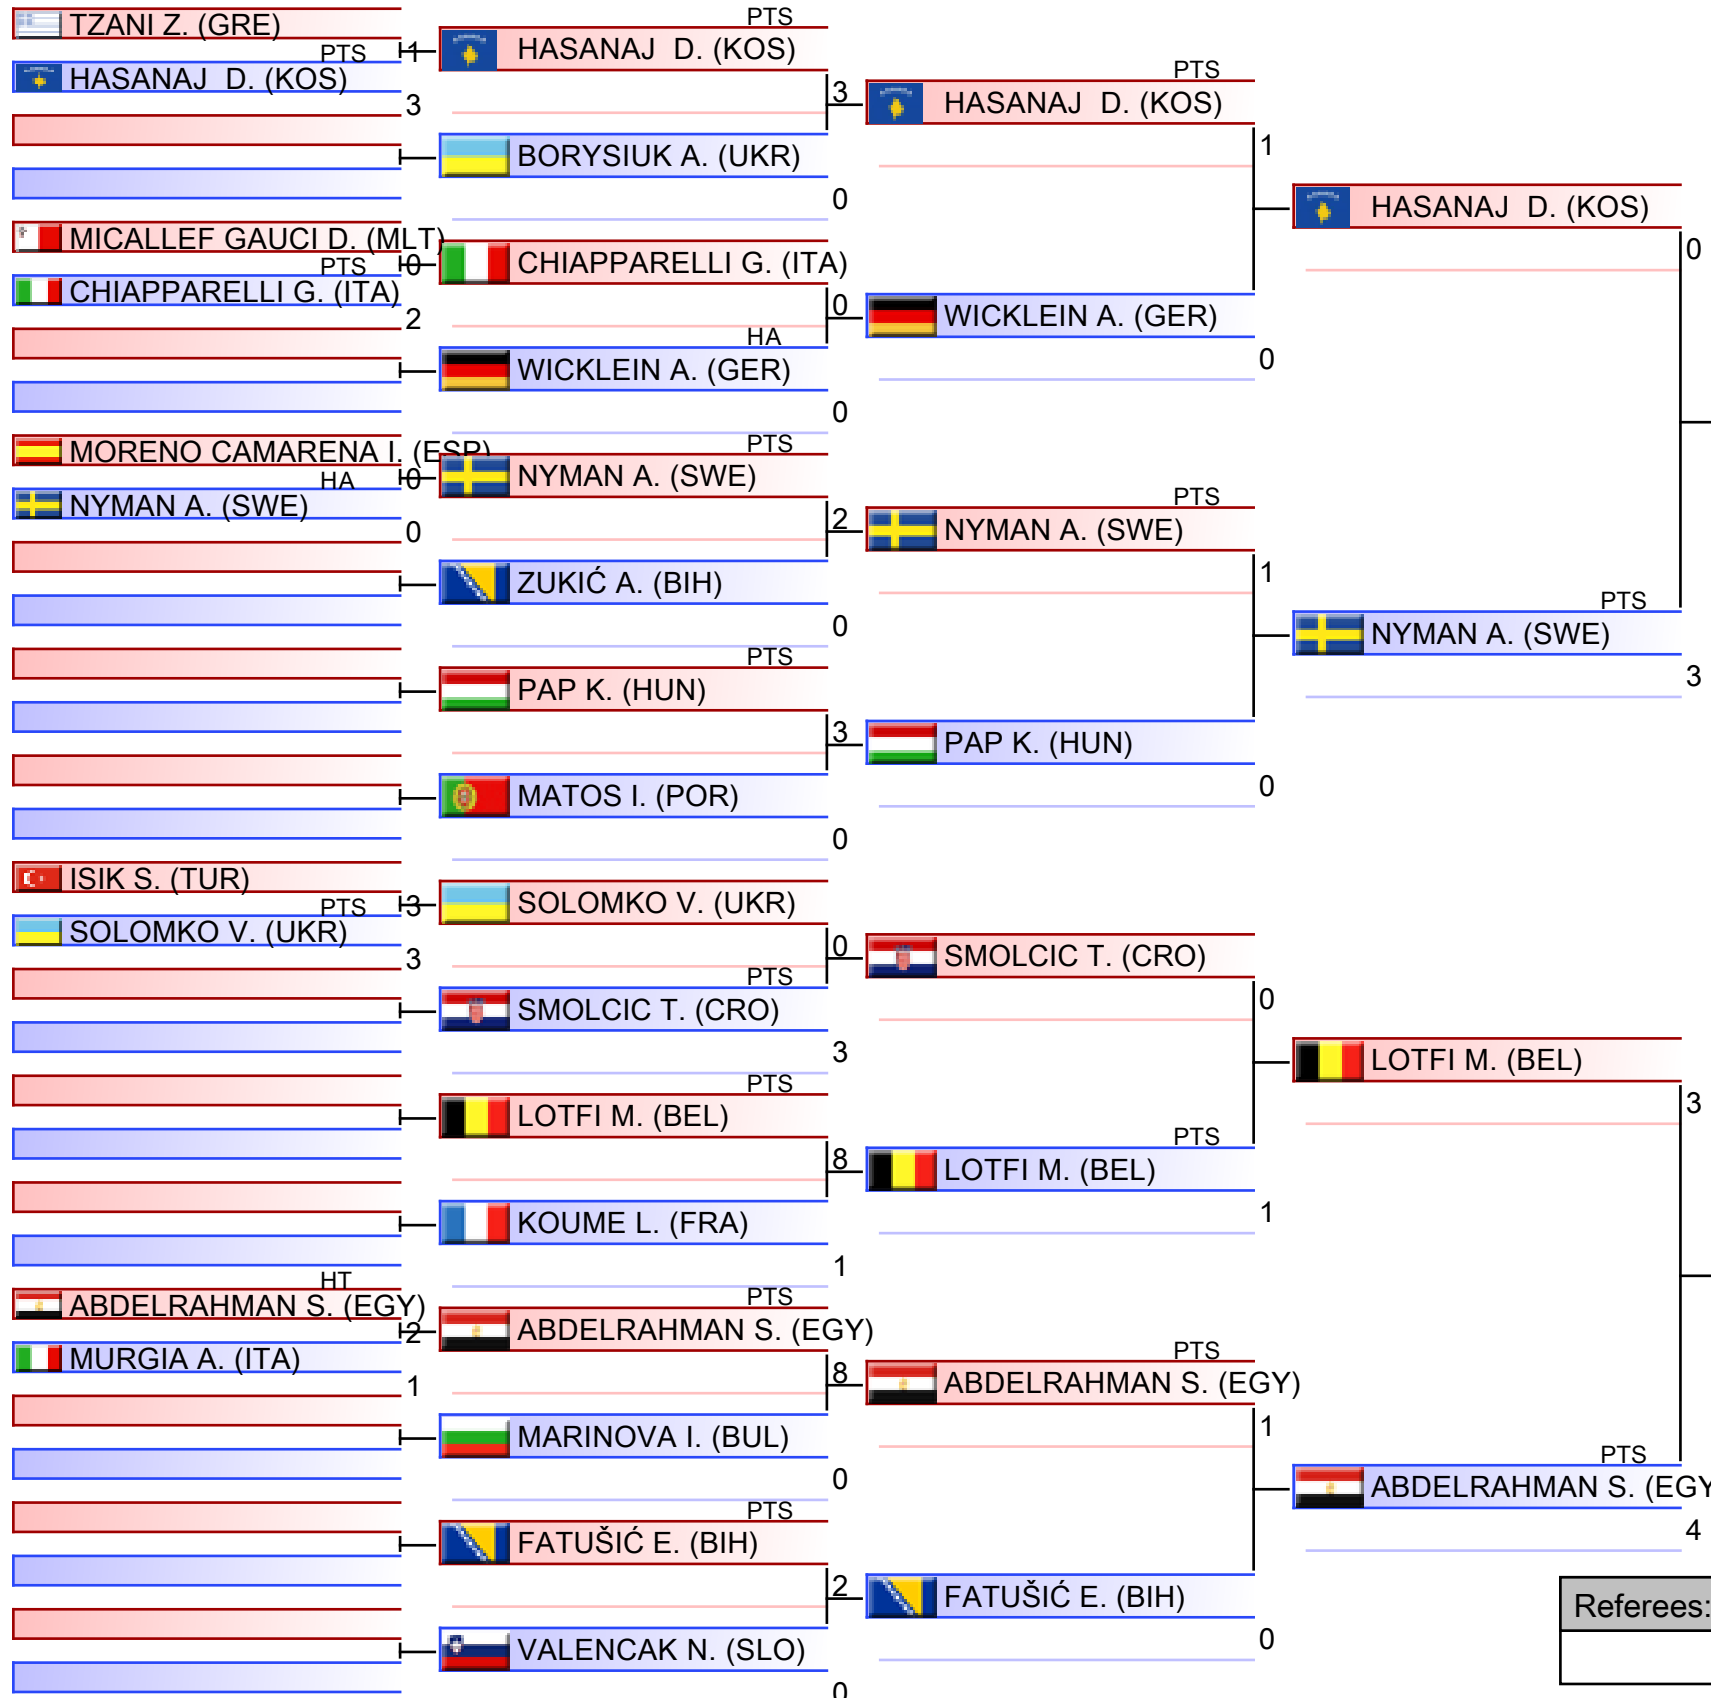 TZANI Z. (GRE)
PTS
1
HASANAJ  D. (KOS)
3
MICALLEF GAUCI D. (MLT)
PTS
0
CHIAPPARELLI G. (ITA)
2
MORENO CAMARENA I. (ESP)
HA
0
NYMAN A. (SWE)
0
ISIK S. (TUR)
PTS
3
SOLOMKO V. (UKR)
3
HT
ABDELRAHMAN S. (EGY)
2
MURGIA A. (ITA)
1
PTS
HASANAJ  D. (KOS)
3
BORYSIUK A. (UKR)
0
CHIAPPARELLI G. (ITA)
0
HA
WICKLEIN A. (GER)
0
PTS
NYMAN A. (SWE)
2
ZUKIĆ A. (BIH)
0
PTS
PAP K. (HUN)
3
MATOS I. (POR)
0
SOLOMKO V. (UKR)
0
PTS
SMOLCIC T. (CRO)
3
PTS
LOTFI M. (BEL)
8
KOUME L. (FRA)
1
PTS
ABDELRAHMAN S. (EGY)
8
MARINOVA I. (BUL)
0
PTS
FATUŠIĆ E. (BIH)
2
VALENCAK N. (SLO)
0
PTS
HASANAJ  D. (KOS)
1
WICKLEIN A. (GER)
0
PTS
NYMAN A. (SWE)
1
PAP K. (HUN)
0
SMOLCIC T. (CRO)
0
PTS
LOTFI M. (BEL)
1
PTS
ABDELRAHMAN S. (EGY)
1
FATUŠIĆ E. (BIH)
0
HASANAJ  D. (KOS)
0
PTS
NYMAN A. (SWE)
3
LOTFI M. (BEL)
3
PTS
ABDELRAHMAN S. (EGY
4
Referees: